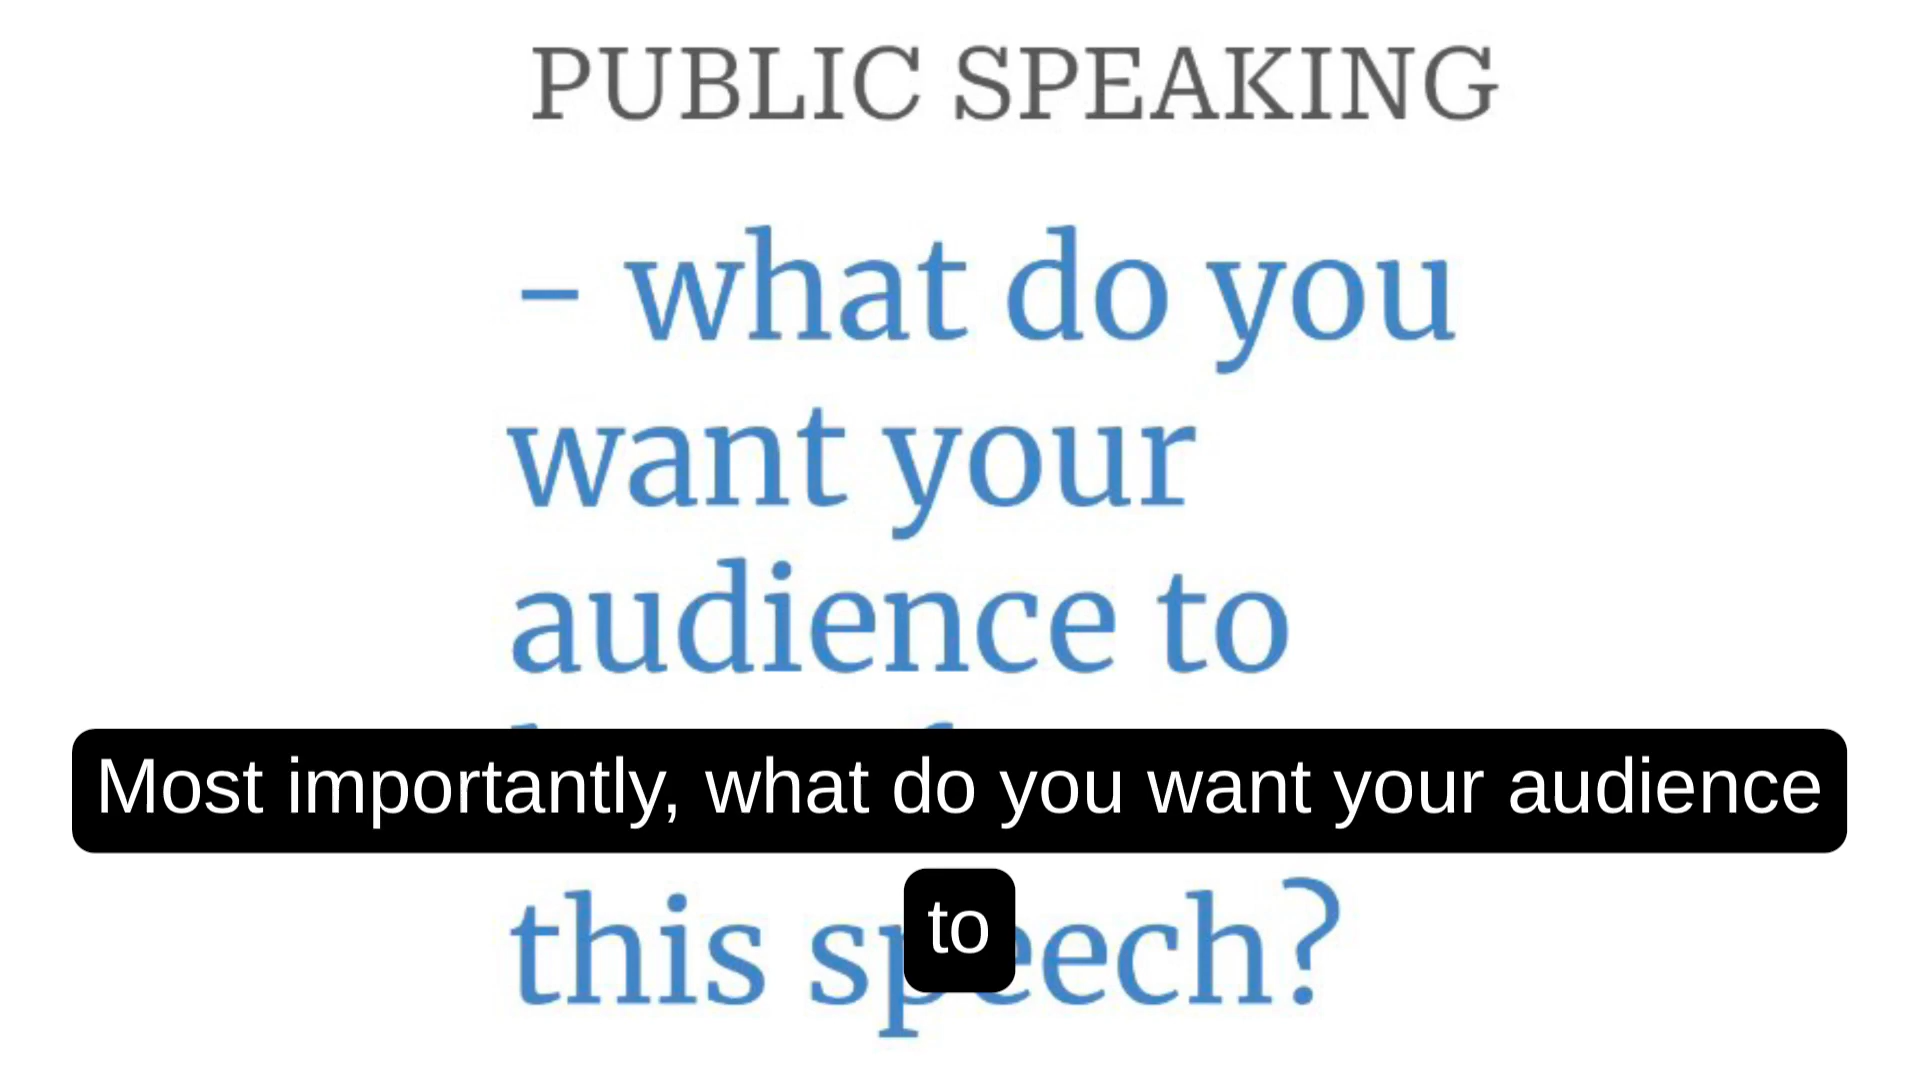 PUBLIC SPEAKING
– what do you
want your
audience to
Most importantly, what do you want your audience
to
this speech?